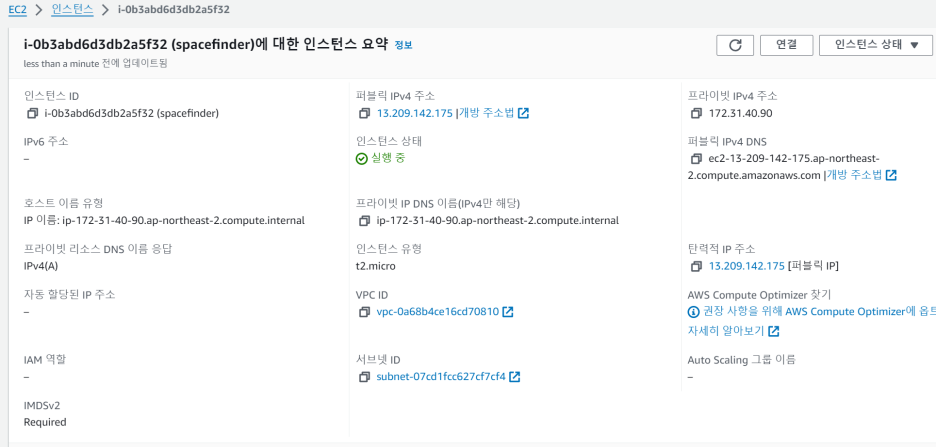 EC2 > 인스턴스 > i-0b3abd6d3db2a5f32
i-0b3abd6d3db2a5f32 (spacefinder)에 대한 인스턴스 요약 정보
less than a minute 전에 업데이트됨
연결
인스턴스 상태 ▼
인스턴스 ID
i-0b3abd6d3db2a5f32 (spacefinder)
퍼블릭 IPv4 주소
13.209.142.175 |개방 주소법
프라이빗 IPv4 주소
172.31.40.90
IPv6 주소
–
인스턴스 상태
실행 중
퍼블릭 IPv4 DNS
ec2-13-209-142-175.ap-northeast-
2.compute.amazonaws.com |개방 주소법
호스트 이름 유형
IP 이름: ip-172-31-40-90.ap-northeast-2.compute.internal
프라이빗 IP DNS 이름(IPv4만 해당)
ip-172-31-40-90.ap-northeast-2.compute.internal
프라이빗 리소스 DNS 이름 응답
IPv4(A)
인스턴스 유형
t2.micro
탄력적 IP 주소
13.209.142.175 [퍼블릭 IP]
자동 할당된 IP 주소
–
VPC ID
vpc-0a68b4ce16cd70810
AWS Compute Optimizer 찾기
권장 사항을 위해 AWS Compute Optimizer에 옵트
자세히 알아보기
IAM 역할
–
서브넷 ID
subnet-07cd1fcc627cf7cf4
Auto Scaling 그룹 이름
–
IMDSv2
Required